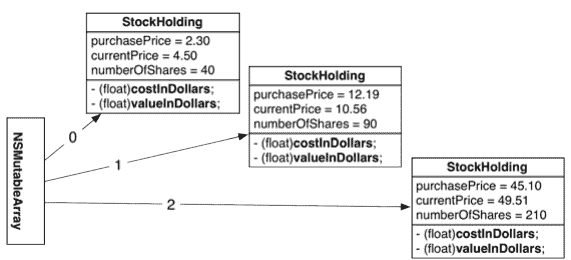 StockHolding
purchasePrice = 2.30
currentPrice = 4.50
numberOfShares = 40
- (float)costInDollars;
- (float)valueInDollars;
StockHolding
purchasePrice = 12.19
currentPrice = 10.56
numberOfShares = 90
- (float)costInDollars;
- (float)valueInDollars;
StockHolding
purchasePrice = 45.10
currentPrice = 49.51
numberOfShares = 210
- (float)costInDollars;
- (float)valueInDollars;
NSMutableArray
0
1
2